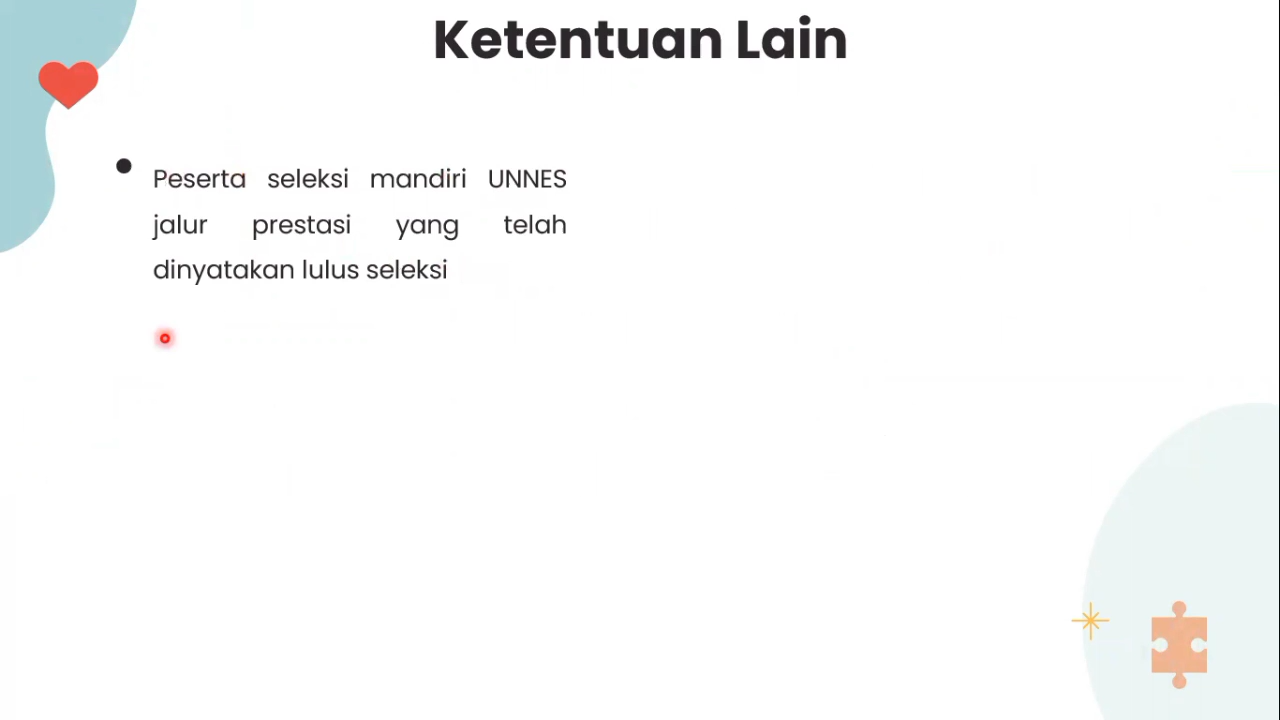 Ketentuan Lain
Peserta seleksi mandiri UNNES
jalur prestasi yang telah
dinyatakan lulus seleksi